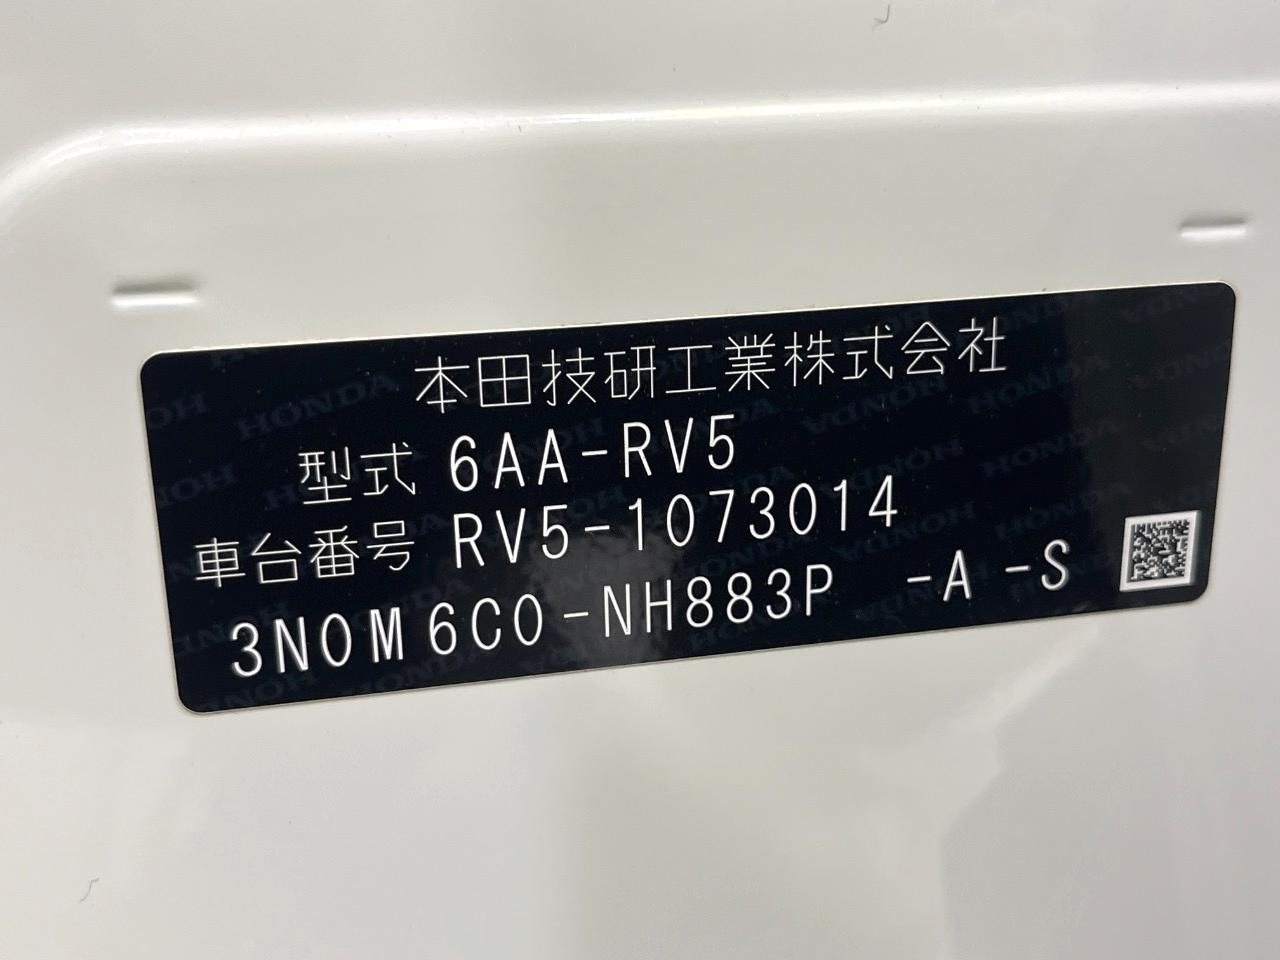 本田技研工業株式会社
型式 6AA-RV5
車台番号 RV5-1073014
3NOM6CO-NH883P -A -S